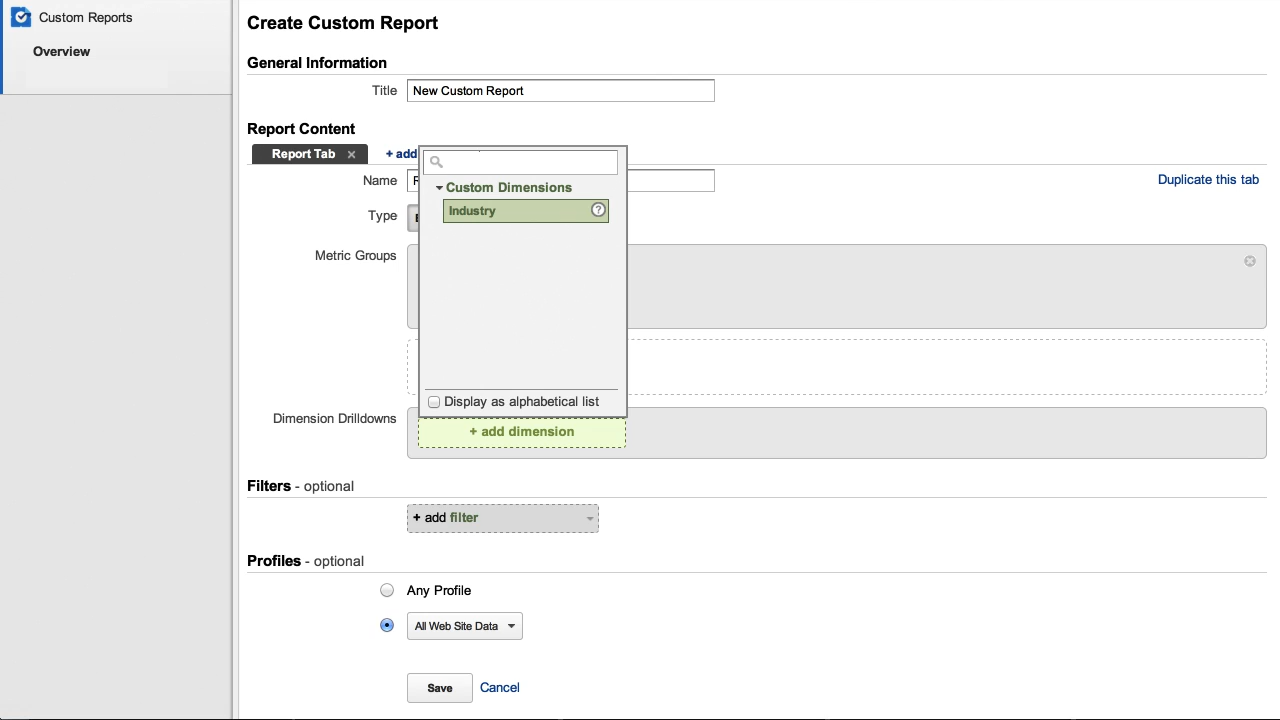 Custom Reports
Overview
Create Custom Report
General Information
Title
New Custom Report
Report Content
Report Tab
+ add
Name
Duplicate this tab
Custom Dimensions
Type
Industry
Metric Groups
Display as alphabetical list
Dimension Drilldowns
+ add dimension
Filters - optional
+ add filter
Profiles - optional
Any Profile
All Web Site Data
Save Cancel